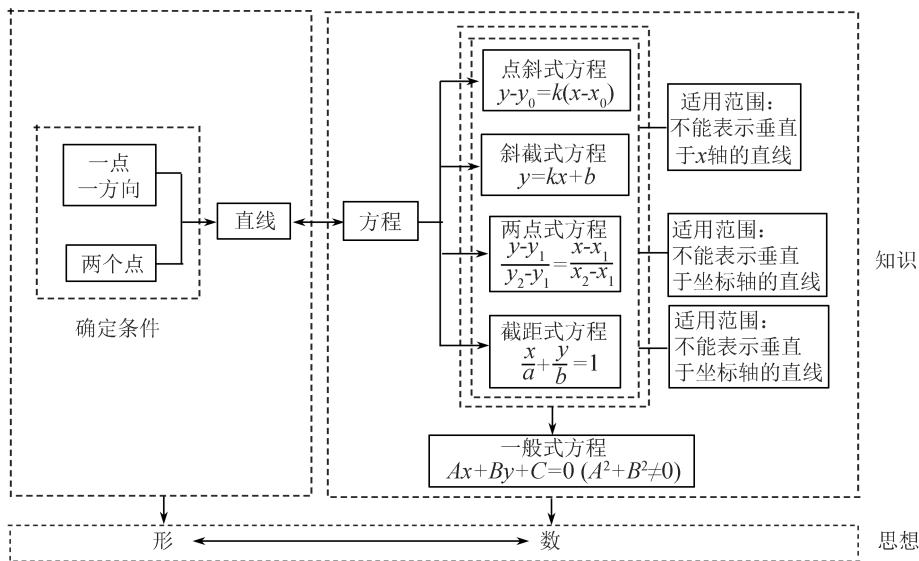 一点
一方向
两个点
确定条件
直线
方程
点斜式方程
y-y₀=k(x-x₀)
斜截式方程
y=kx+b
两点式方程
(y-y₁)/(y₂-y₁)=(x-x₁)/(x₂-x₁)
截距式方程
x/a+y/b=1
适用范围：
不能表示垂直
于x轴的直线
适用范围：
不能表示垂直
于坐标轴的直线
适用范围：
不能表示垂直
于坐标轴的直线
一般式方程
Ax+By+C=0 (A²+B²≠0)
知识
形
数
思想